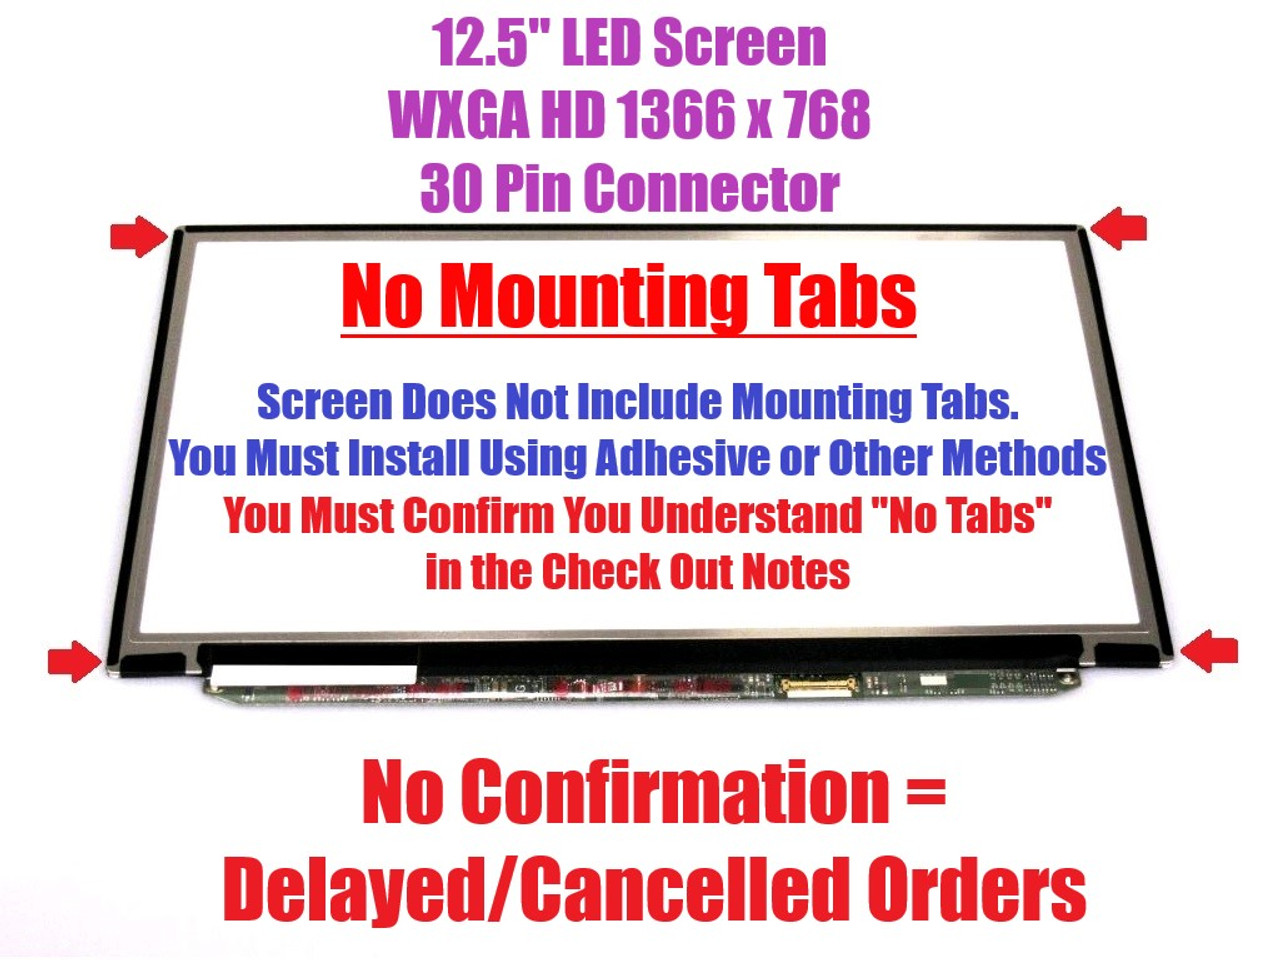 12.5" LED Screen
WXGA HD 1366 x 768
30 Pin Connector
No Mounting Tabs
Screen Does Not Include Mounting Tabs.
You Must Install Using Adhesive or Other Methods
You Must Confirm You Understand "No Tabs"
in the Check Out Notes
No Confirmation =
Delayed/Cancelled Orders